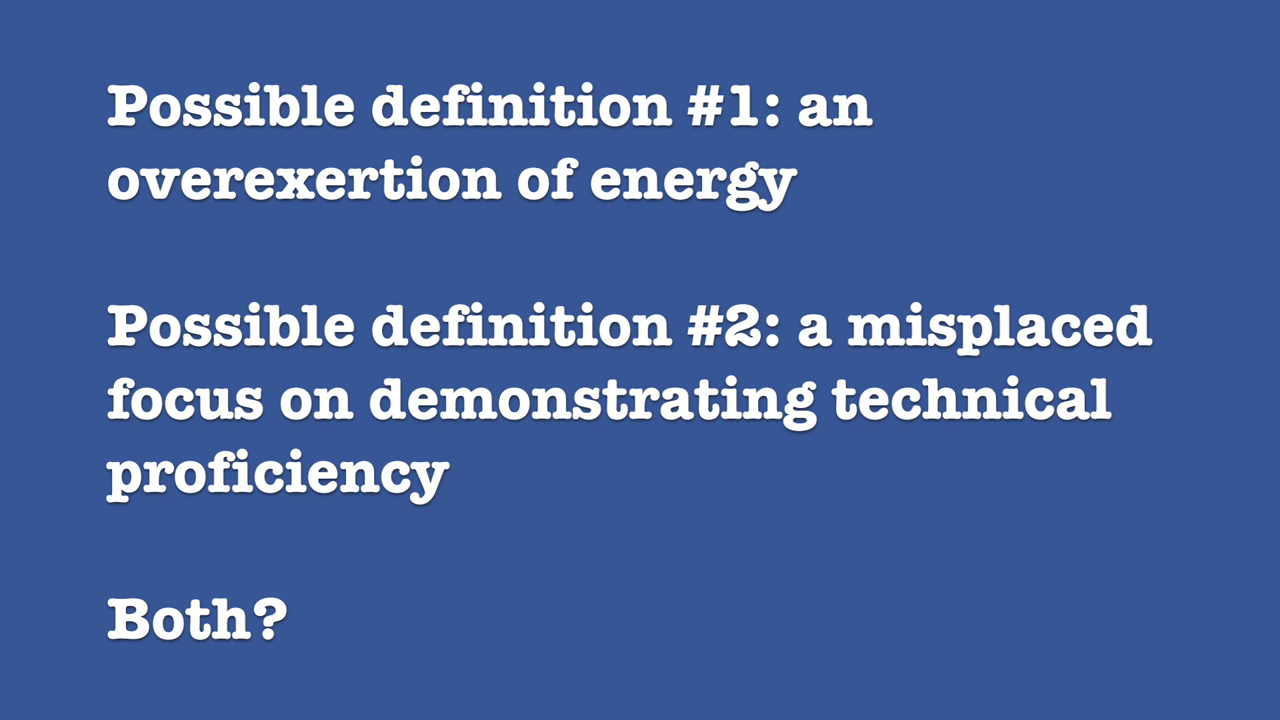 Possible definition #1: an
overexertion of energy
Possible definition #2: a misplaced
focus on demonstrating technical
proficiency
Both?